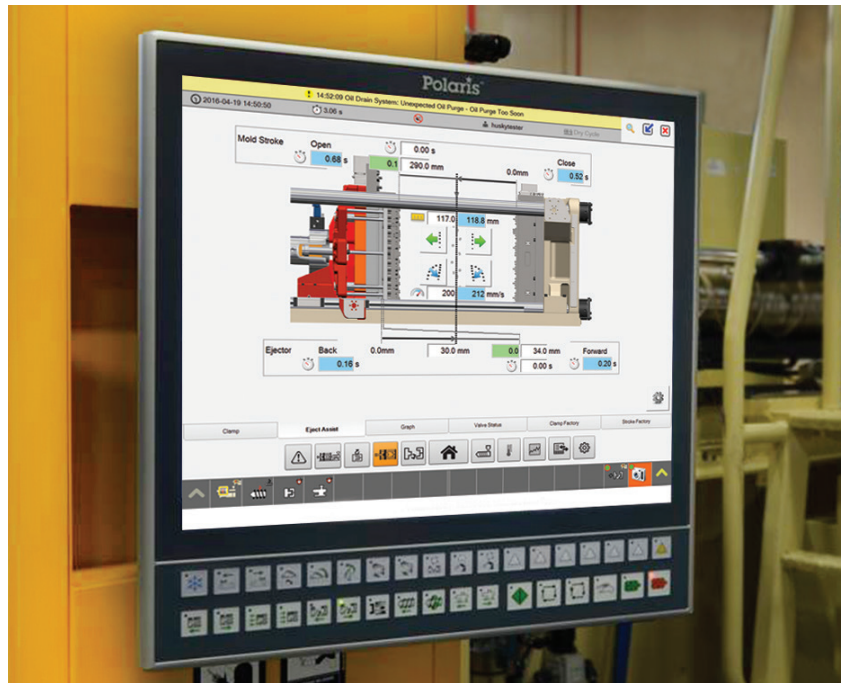 Polaris™
14:52:09 Oil Drain System: Unexpected Oil Purge - Oil Purge Too Soon
2016-04-19 14:50:50
3.06 s
huskytester
Dry Cycle
Mold Stroke
Open
0.00 s
Close
0.68 s
0.1
290.0 mm
0.0mm
0.52 s
117.0
118.8 mm
200
212 mm/s
Ejector
Back
0.0mm
30.0 mm
0.0
34.0 mm
Forward
0.16 s
0.00 s
0.20 s
Clamp
Eject Assist
Graph
Valve Status
Clamp Factory
Stroke Factory